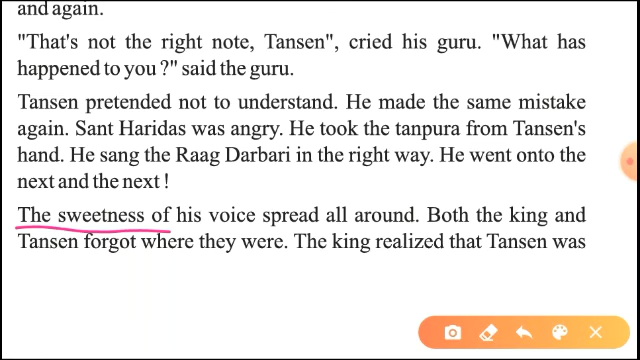 and again.
"That's not the right note, Tansen", cried his guru. "What has
happened to you ?" said the guru.
Tansen pretended not to understand. He made the same mistake
again. Sant Haridas was angry. He took the tanpura from Tansen's
hand. He sang the Raag Darbari in the right way. He went onto the
next and the next !
The sweetness of his voice spread all around. Both the king and
Tansen forgot where they were. The king realized that Tansen was